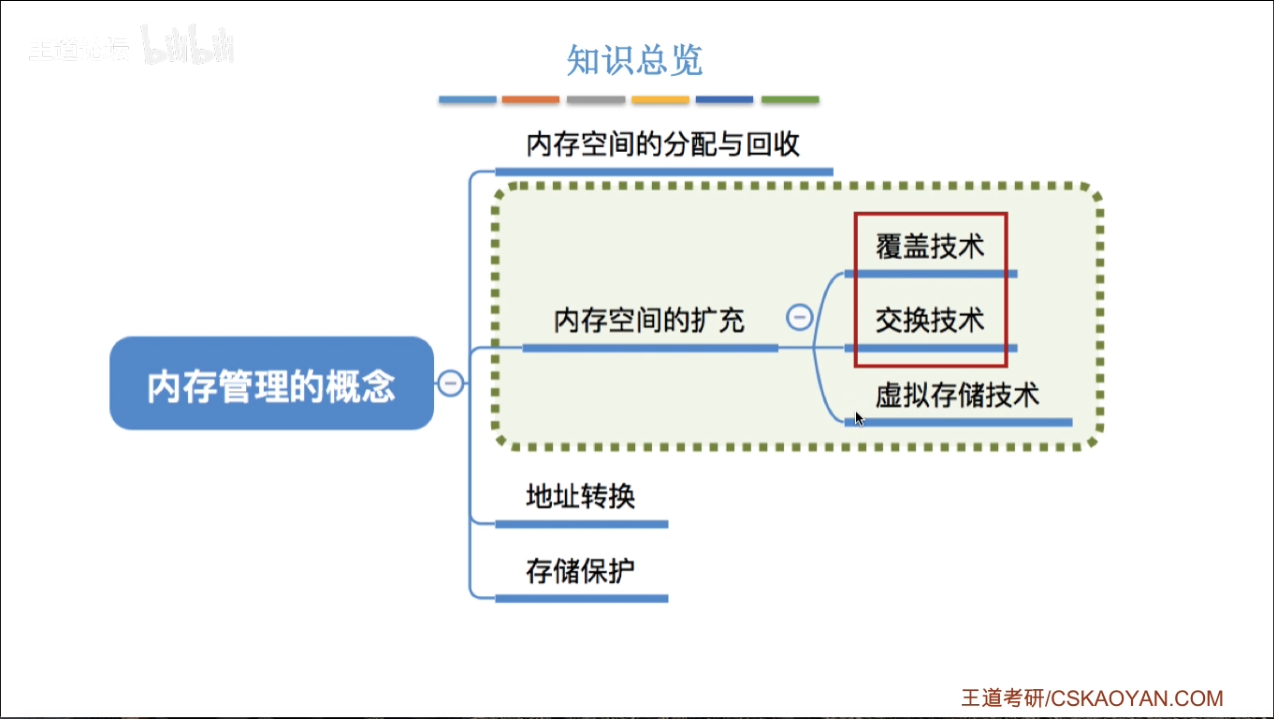 王道论坛 bilibili
知识总览
内存空间的分配与回收
覆盖技术
内存空间的扩充
交换技术
内存管理的概念
虚拟存储技术
地址转换
存储保护
王道考研/CSKAOYAN.COM